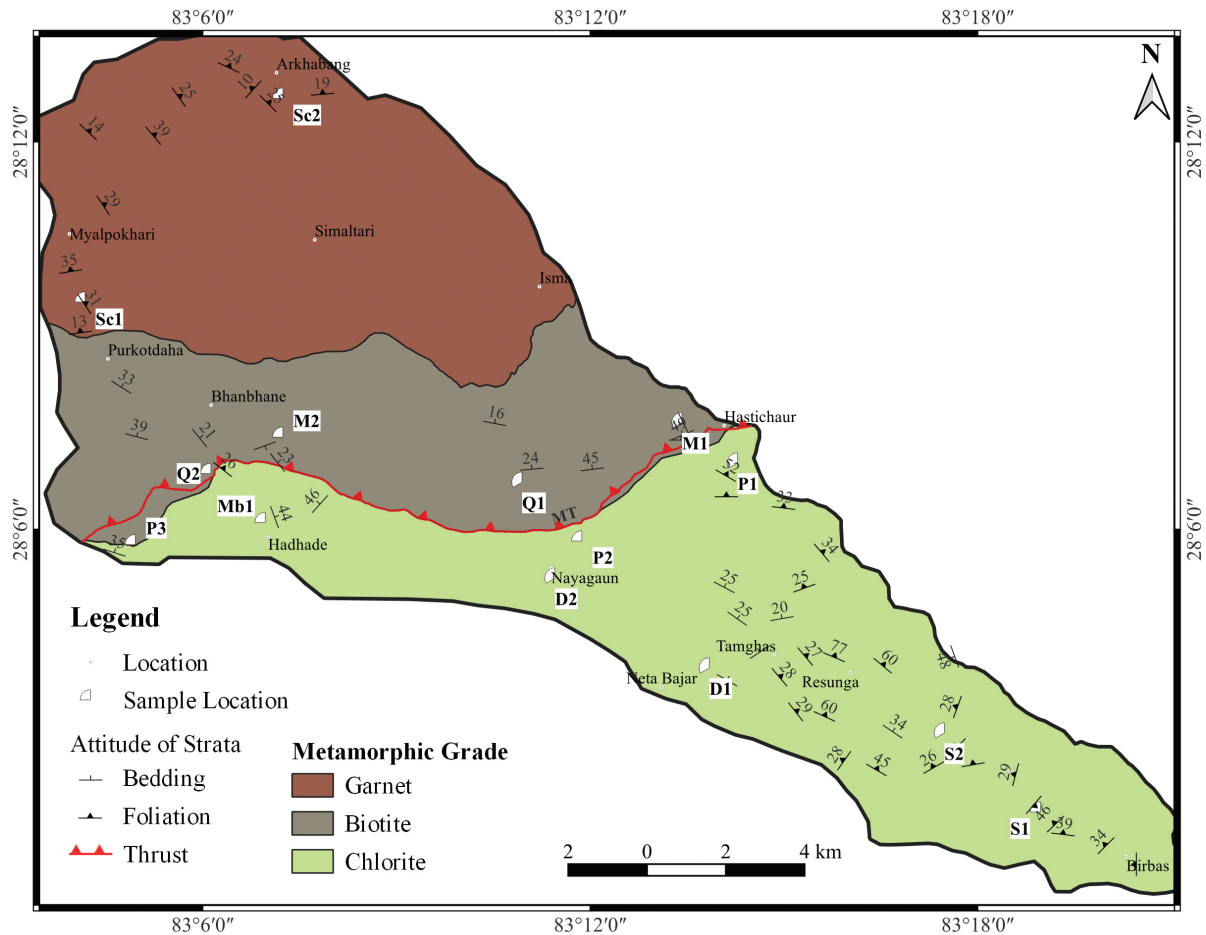 83°6′0″ 83°12′0″ 83°18′0″
N
28°12′0″ 28°12′0″
24 Arkhabang
10 25 19
25
Sc2
14 39
29
Myalpokhari Simaltari
35
Isma
31
Sc1
13
Purkotdaha
33
Bhanbhane
16
39 21 M2
Hastichaur
M1
23
Q2 26
24 45
52
P1
Q1
46
Mb1
44
33
MT
28°6′0″ 28°6′0″
P3
35
Hadhade
P2
34
Nayagaun
25 25
D2
25 20
Tamghas
27 77 60
48
Neta Bajar 28 Resunga
D1
29 60
28
34
S2
28 45 26
29
46 39
S1
34
Birbas
Legend
Location
Sample Location
Attitude of Strata
Bedding
Foliation
Thrust
Metamorphic Grade
Garnet
Biotite
Chlorite
2 0 2 4 km
83°6′0″ 83°12′0″ 83°18′0″